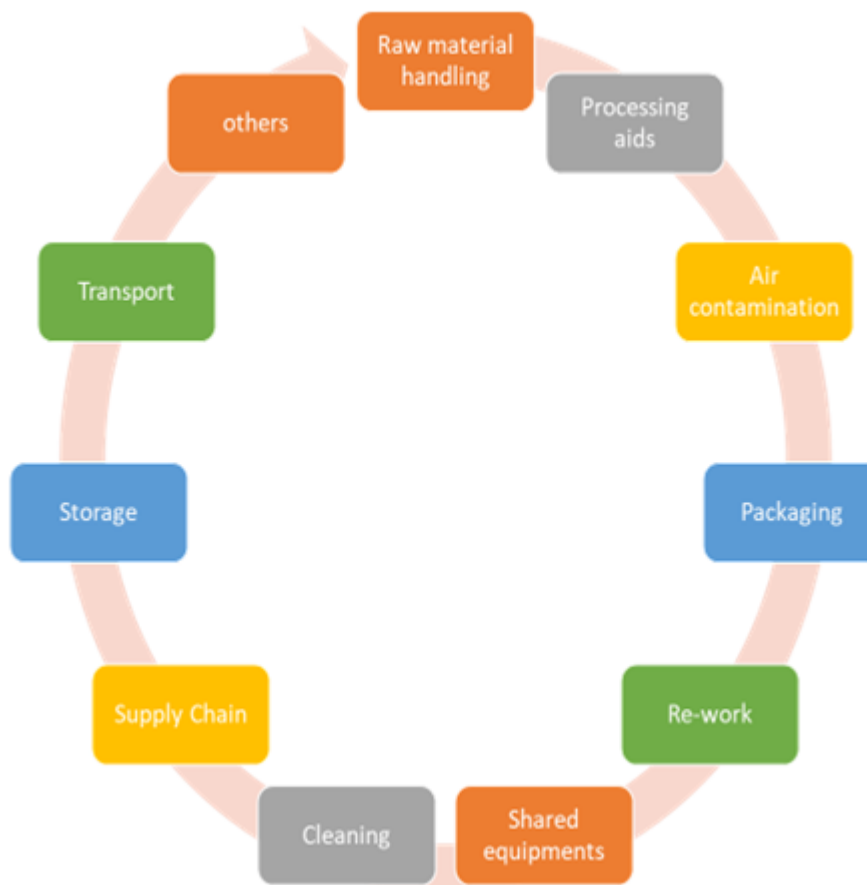 Raw material
handling
Processing
aids
Air
contamination
Packaging
Re-work
Shared
equipments
Cleaning
Supply Chain
Storage
Transport
others